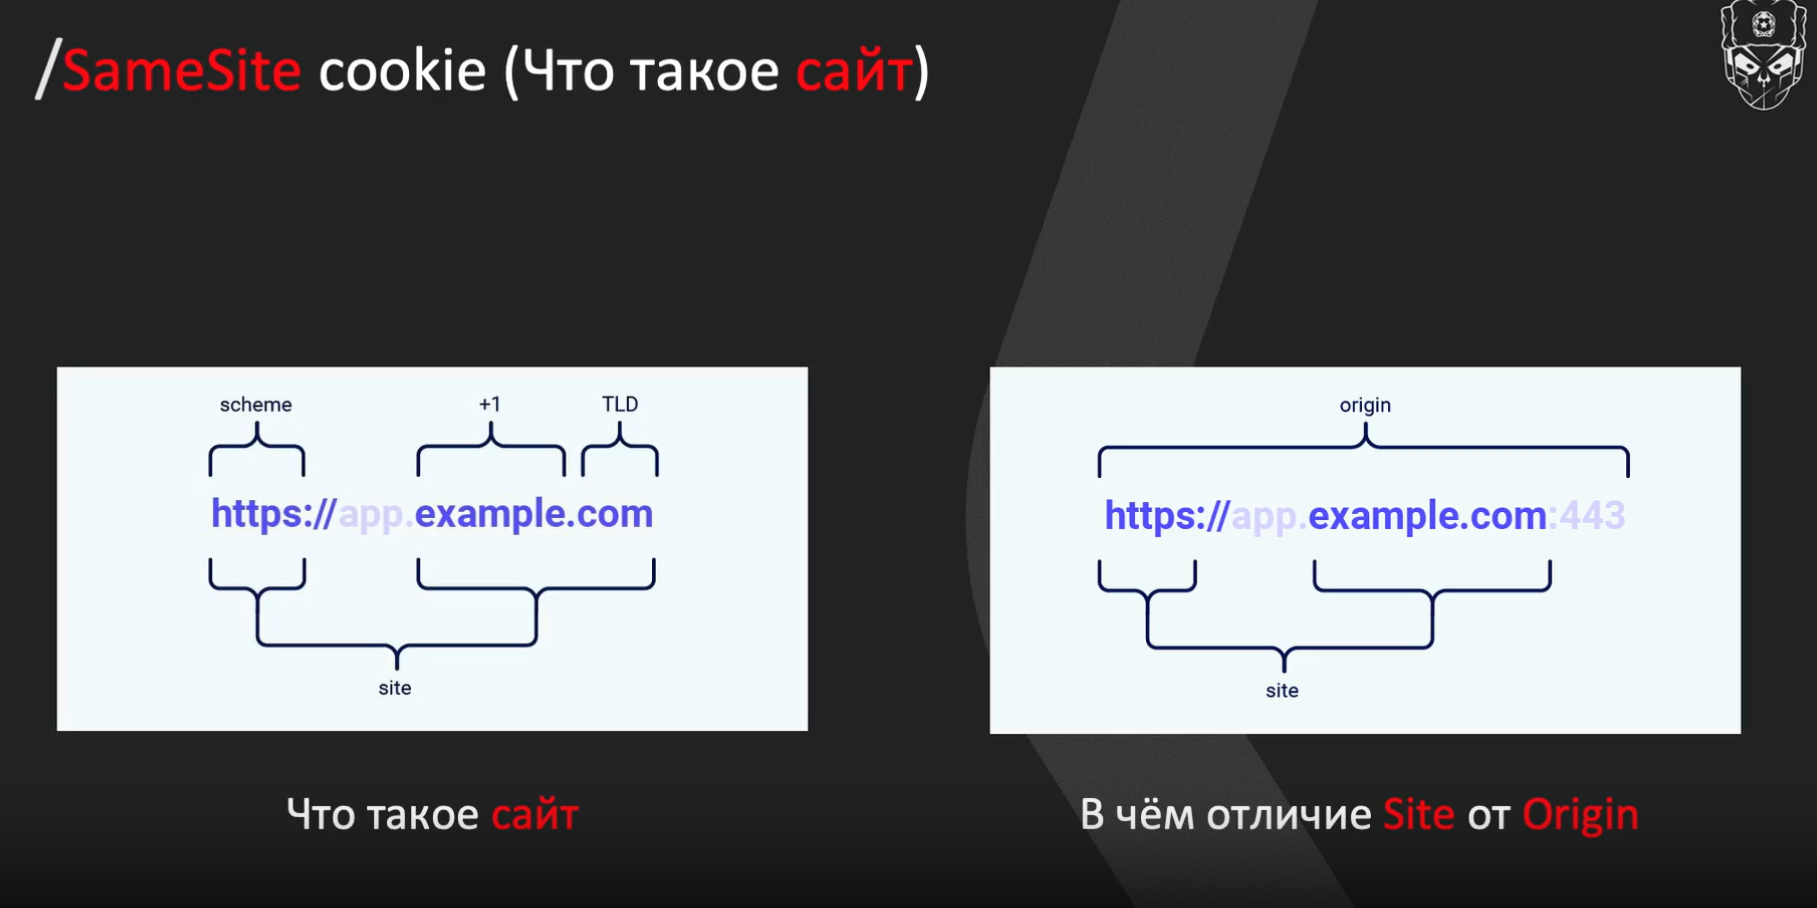 /SameSite cookie (Что такое сайт)
scheme +1 TLD
https://app.example.com
site
Что такое сайт
origin
https://app.example.com:443
site
В чём отличие Site от Origin